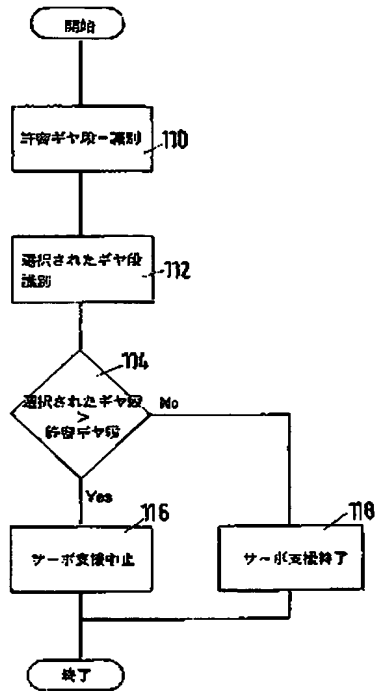 開始
許容ギヤ段識別
110
選択されたギヤ段
識別
112
114
選択されたギヤ段
>
許容ギヤ段
No
Yes
116
サーボ支援中止
118
サーボ支援終了
終了